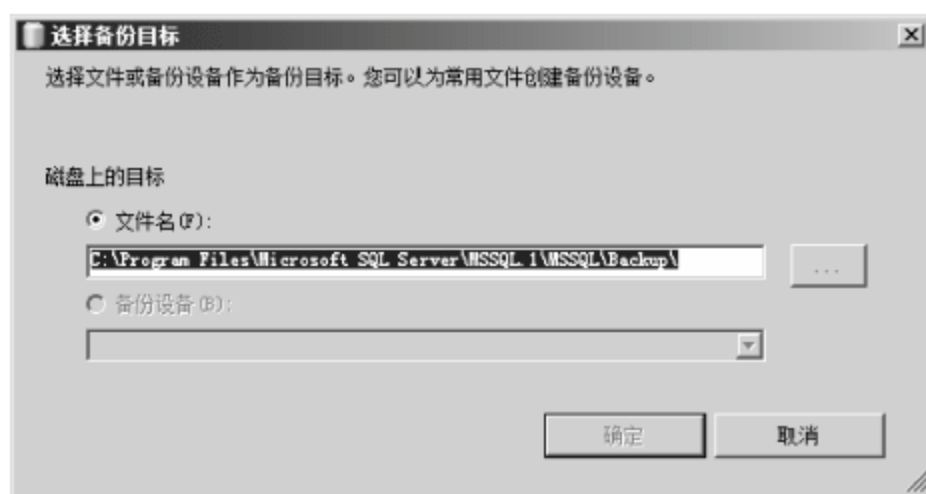 选择备份目标
选择文件或备份设备作为备份目标。您可以为常用文件创建备份设备。
磁盘上的目标
文件名(F):
C:\Program Files\Microsoft SQL Server\MSSQL.1\MSSQL\Backup\
...
备份设备(B):
确定
取消